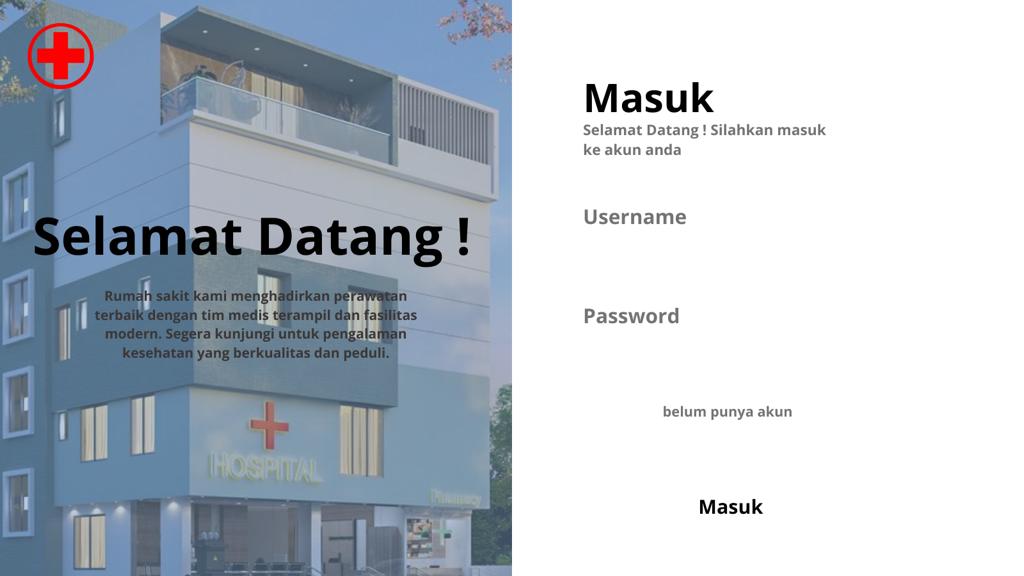 Selamat Datang !
Rumah sakit kami menghadirkan perawatan
terbaik dengan tim medis terampil dan fasilitas
modern. Segera kunjungi untuk pengalaman
kesehatan yang berkualitas dan peduli.
HOSPITAL
Pharmacy
Masuk
Selamat Datang ! Silahkan masuk
ke akun anda
Username
Password
belum punya akun
Masuk